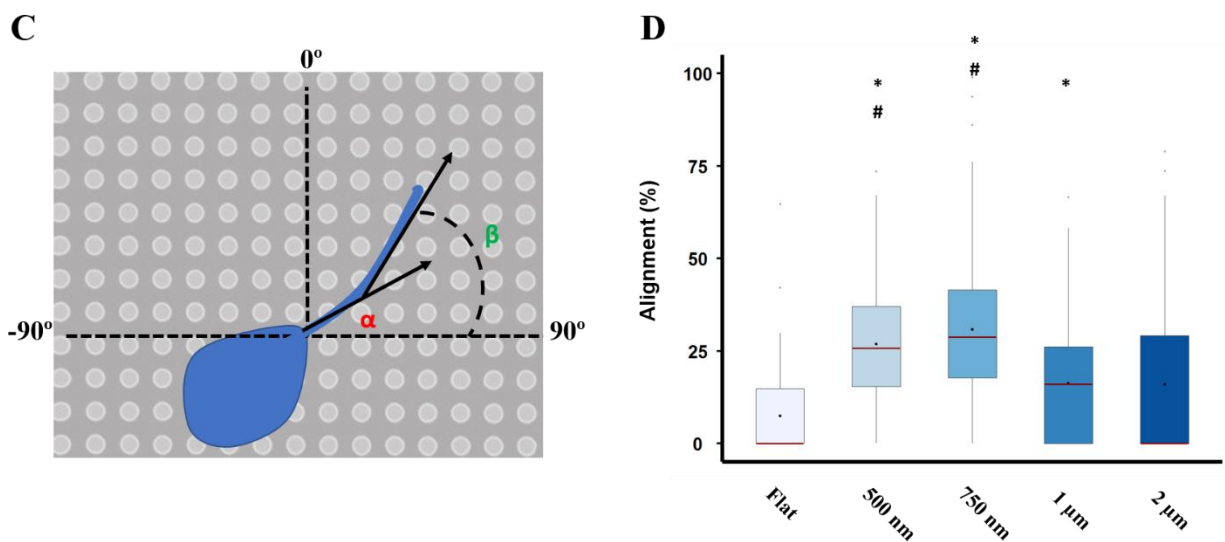 C
0º
-90º
90º
α
β
D
Alignment (%)
100
75
50
25
0
*
#
*
#
*
Flat
500 nm
750 nm
1 µm
2 µm